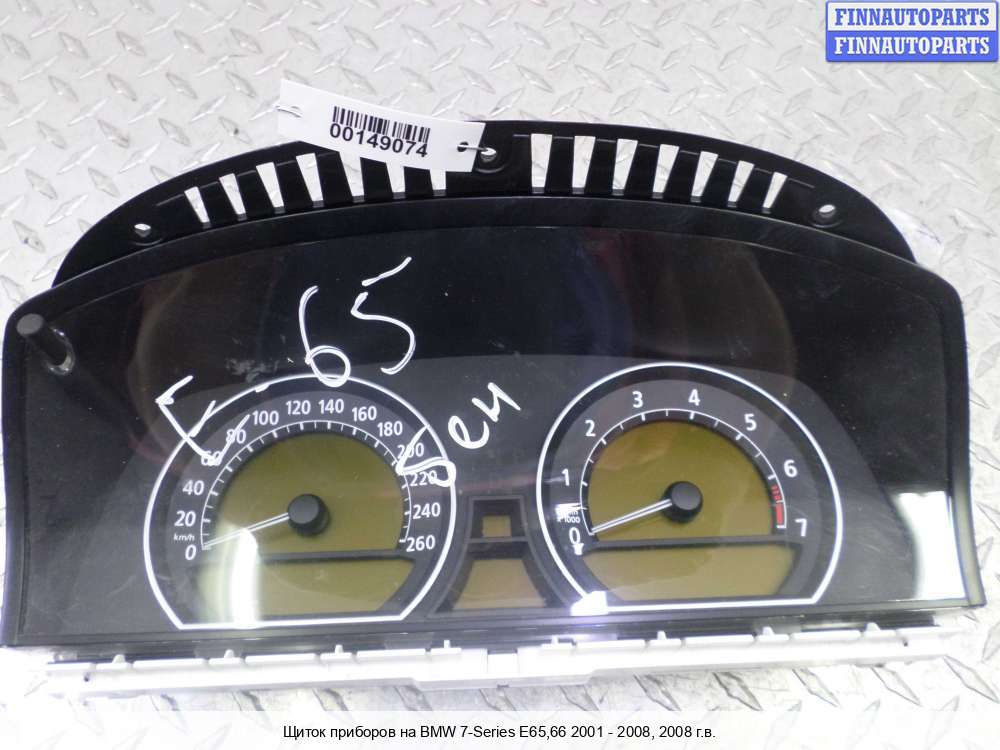 FINNAUTOPARTS
FINNAUTOPARTS
00149074
E-65
бен
0 20 40 60 80 100 120 140 160 180 200 220 240 260
km/h
0 1 2 3 4 5 6 7
x1000
Щиток приборов на BMW 7-Series E65,66 2001 - 2008, 2008 г.в.